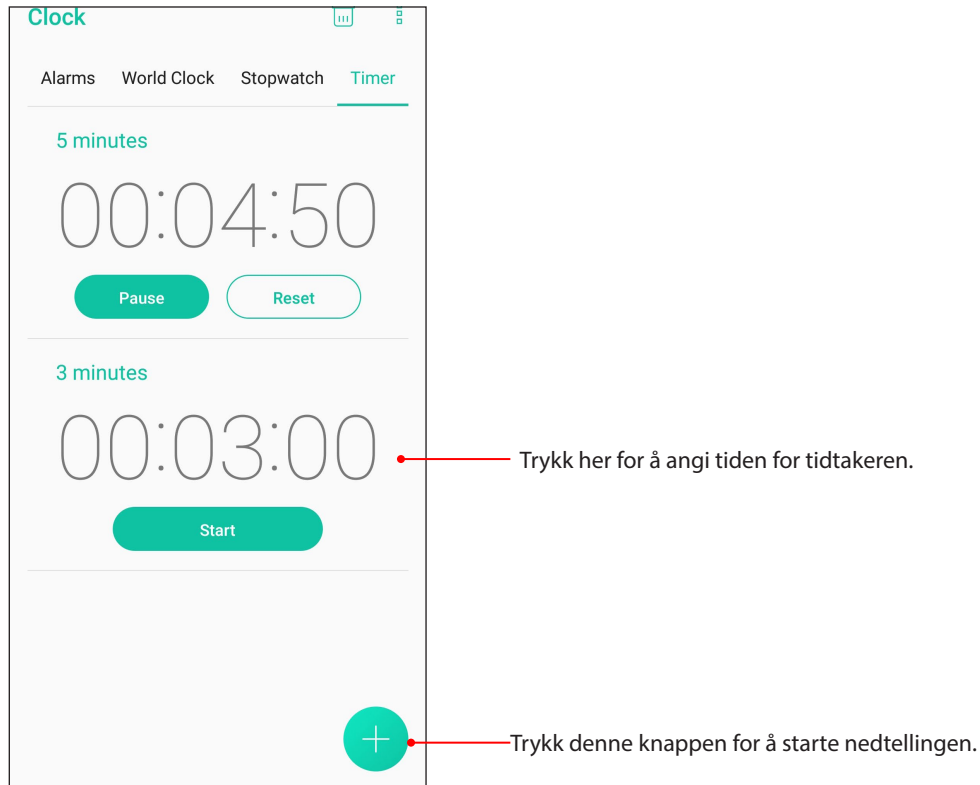 Clock
Alarms World Clock Stopwatch Timer
5 minutes
00:04:50
Pause Reset
3 minutes
00:03:00
Trykk her for å angi tiden for tidtakeren.
Start
Trykk denne knappen for å starte nedtellingen.